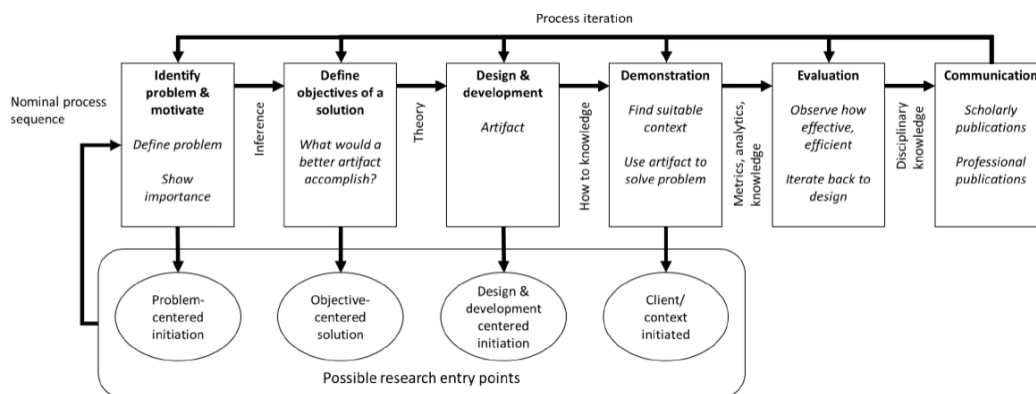 Process iteration
Nominal process
sequence
Identify
problem &
motivate
Define problem
Show
importance
Inference
Define
objectives of a
solution
What would a
better artifact
accomplish?
Theory
Design &
development
Artifact
How to knowledge
Demonstration
Find suitable
context
Use artifact to
solve problem
Metrics, analytics,
knowledge
Evaluation
Observe how
effective,
efficient
Iterate back to
design
Disciplinary
knowledge
Communication
Scholarly
publications
Professional
publications
Problem-
centered
initiation
Objective-
centered
solution
Design &
development
centered
initiation
Client/
context
initiated
Possible research entry points